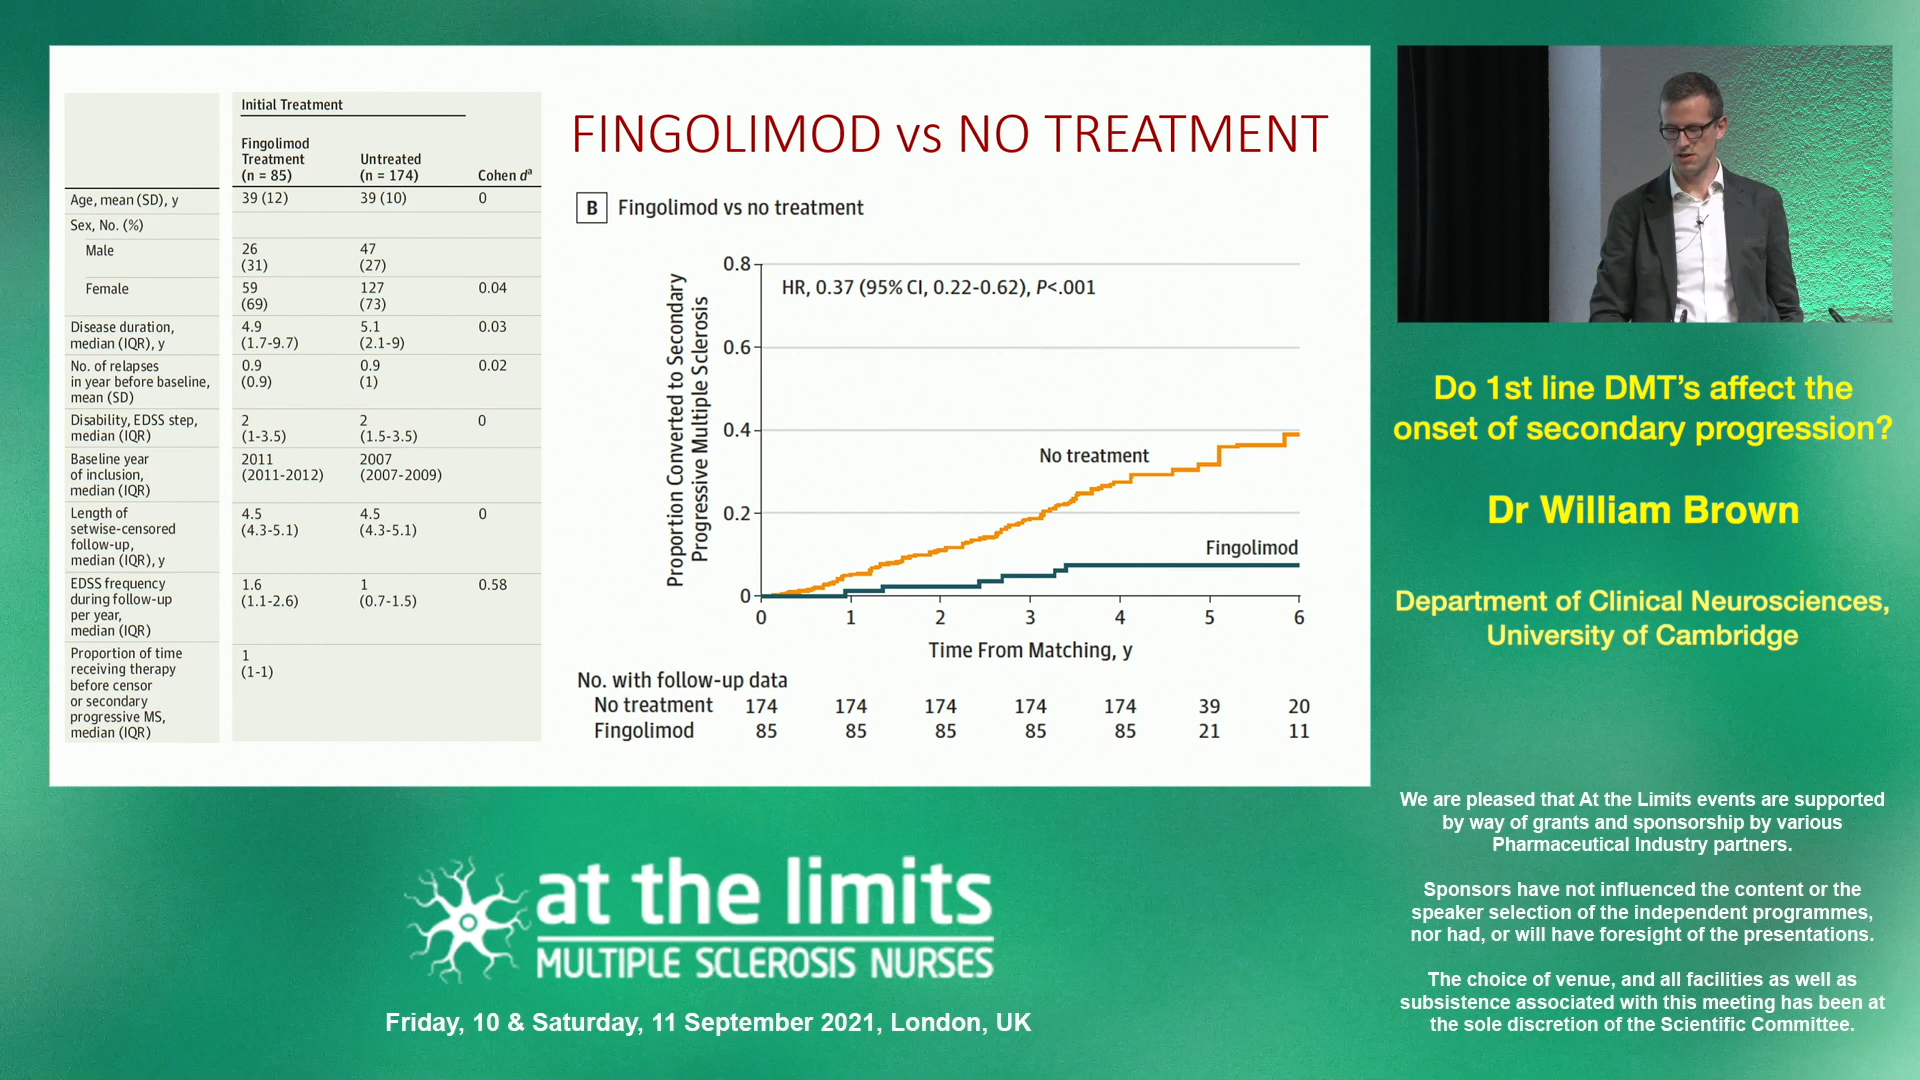 Initial Treatment
Fingolimod
Treatment
(n = 85)
Untreated
(n = 174)
Cohen dᵃ
Age, mean (SD), y 39 (12) 39 (10) 0
Sex, No. (%)
Male 26 47
(31) (27)
Female 59 127 0.04
(69) (73)
Disease duration, 4.9 5.1 0.03
median (IQR), y (1.7-9.7) (2.1-9)
No. of relapses 0.9 0.9 0.02
in year before baseline, (0.9) (1)
mean (SD)
Disability, EDSS step, 2 2 0
median (IQR) (1-3.5) (1.5-3.5)
Baseline year 2011 2007
of inclusion, (2011-2012) (2007-2009)
median (IQR)
Length of 4.5 4.5 0
setwise-censored (4.3-5.1) (4.3-5.1)
follow-up,
median (IQR), y
EDSS frequency 1.6 1 0.58
during follow-up (1.1-2.6) (0.7-1.5)
per year,
median (IQR)
Proportion of time 1
receiving therapy (1-1)
before censor
or secondary
progressive MS,
median (IQR)
FINGOLIMOD vs NO TREATMENT
B Fingolimod vs no treatment
Proportion Converted to Secondary
Progressive Multiple Sclerosis
0.8
0.6
0.4
0.2
0
HR, 0.37 (95% CI, 0.22-0.62), P<.001
No treatment
Fingolimod
0 1 2 3 4 5 6
Time From Matching, y
No. with follow-up data
No treatment 174 174 174 174 174 39 20
Fingolimod 85 85 85 85 85 21 11
Do 1st line DMT’s affect the
onset of secondary progression?
Dr William Brown
Department of Clinical Neurosciences,
University of Cambridge
We are pleased that At the Limits events are supported
by way of grants and sponsorship by various
Pharmaceutical Industry partners.
Sponsors have not influenced the content or the
speaker selection of the independent programmes,
nor had, or will have foresight of the presentations.
The choice of venue, and all facilities as well as
subsistence associated with this meeting has been at
the sole discretion of the Scientific Committee.
at the limits
MULTIPLE SCLEROSIS NURSES
Friday, 10 & Saturday, 11 September 2021, London, UK